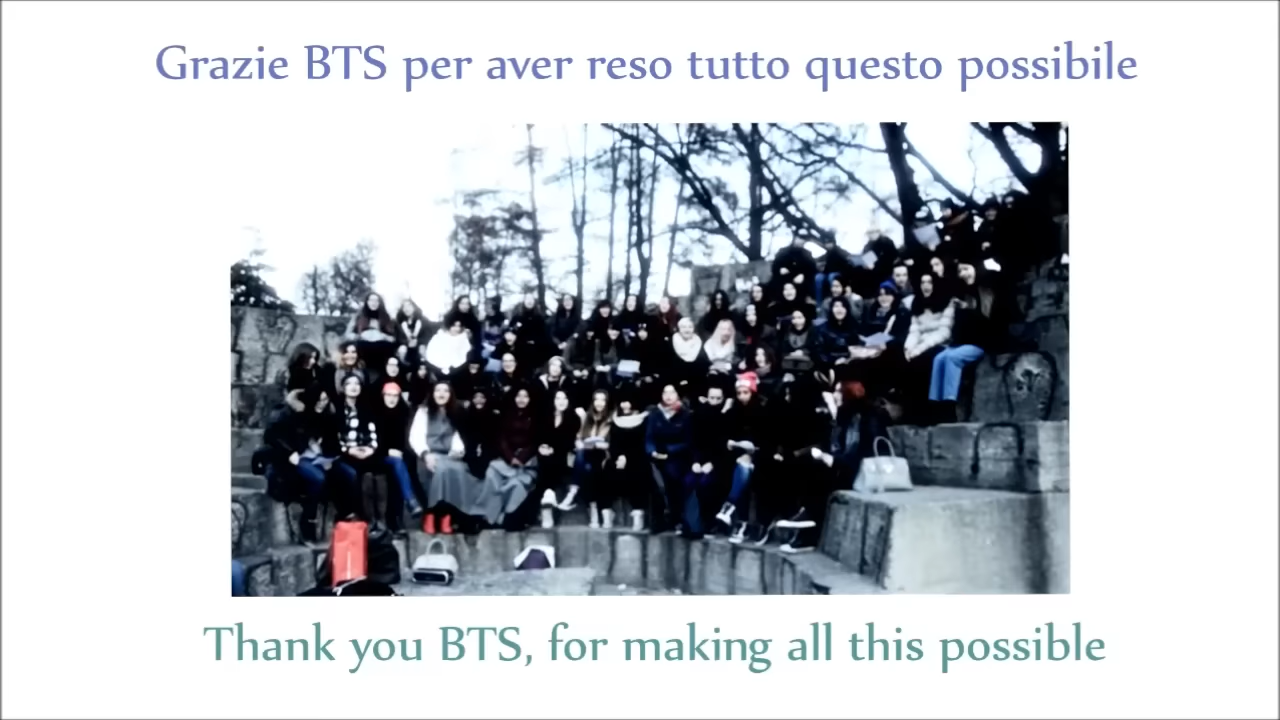 Grazie BTS per aver reso tutto questo possibile
Thank you BTS, for making all this possible